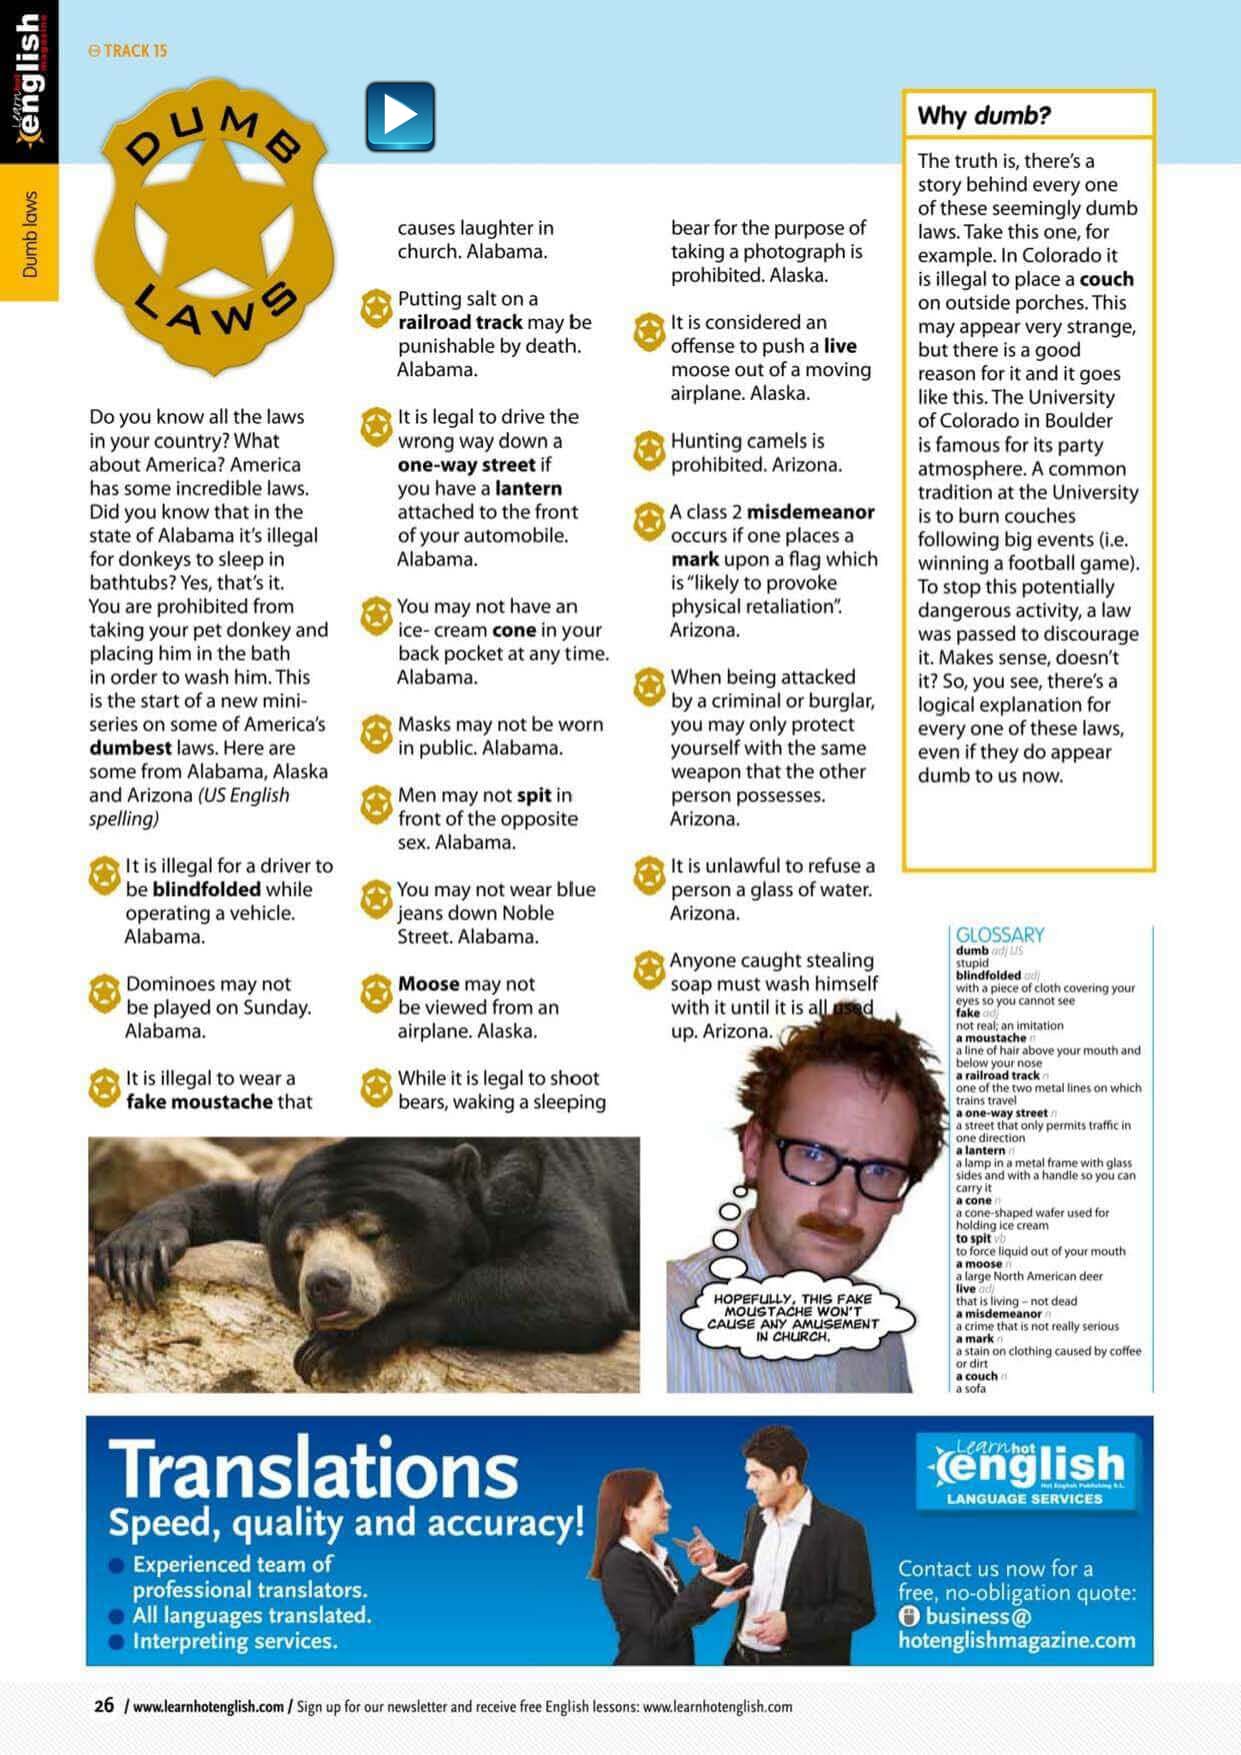 Learn hot
english
magazine
Dumb laws
TRACK 15
DUMB
LAWS
Do you know all the laws
in your country? What
about America? America
has some incredible laws.
Did you know that in the
state of Alabama it's illegal
for donkeys to sleep in
bathtubs? Yes, that's it.
You are prohibited from
taking your pet donkey and
placing him in the bath
in order to wash him. This
is the start of a new mini-
series on some of America's
dumbest laws. Here are
some from Alabama, Alaska
and Arizona (US English
spelling)
It is illegal for a driver to
be blindfolded while
operating a vehicle.
Alabama.
Dominoes may not
be played on Sunday.
Alabama.
It is illegal to wear a
fake moustache that
causes laughter in
church. Alabama.
Putting salt on a
railroad track may be
punishable by death.
Alabama.
It is legal to drive the
wrong way down a
one-way street if
you have a lantern
attached to the front
of your automobile.
Alabama.
You may not have an
ice- cream cone in your
back pocket at any time.
Alabama.
Masks may not be worn
in public. Alabama.
Men may not spit in
front of the opposite
sex. Alabama.
You may not wear blue
jeans down Noble
Street. Alabama.
Moose may not
be viewed from an
airplane. Alaska.
While it is legal to shoot
bears, waking a sleeping
bear for the purpose of
taking a photograph is
prohibited. Alaska.
It is considered an
offense to push a live
moose out of a moving
airplane. Alaska.
Hunting camels is
prohibited. Arizona.
A class 2 misdemeanor
occurs if one places a
mark upon a flag which
is "likely to provoke
physical retaliation".
Arizona.
When being attacked
by a criminal or burglar,
you may only protect
yourself with the same
weapon that the other
person possesses.
Arizona.
It is unlawful to refuse a
person a glass of water.
Arizona.
Anyone caught stealing
soap must wash himself
with it until it is all used
up. Arizona.
HOPEFULLY, THIS FAKE
MOUSTACHE WON'T
CAUSE ANY AMUSEMENT
IN CHURCH.
Why dumb?
The truth is, there's a
story behind every one
of these seemingly dumb
laws. Take this one, for
example. In Colorado it
is illegal to place a couch
on outside porches. This
may appear very strange,
but there is a good
reason for it and it goes
like this. The University
of Colorado in Boulder
is famous for its party
atmosphere. A common
tradition at the University
is to burn couches
following big events (i.e.
winning a football game).
To stop this potentially
dangerous activity, a law
was passed to discourage
it. Makes sense, doesn't
it? So, you see, there's a
logical explanation for
every one of these laws,
even if they do appear
dumb to us now.
GLOSSARY
dumb adj US
stupid
blindfolded adj
with a piece of cloth covering your
eyes so you cannot see
fake adj
not real; an imitation
a moustache n
a line of hair above your mouth and
below your nose
a railroad track n
one of the two metal lines on which
trains travel
a one-way street n
a street that only permits traffic in
one direction
a lantern n
a lamp in a metal frame with glass
sides and with a handle so you can
carry it
a cone n
a cone-shaped wafer used for
holding ice cream
to spit vb
to force liquid out of your mouth
a moose n
a large North American deer
live adj
that is living – not dead
a misdemeanor n
a crime that is not really serious
a mark n
a stain on clothing caused by coffee
or dirt
a couch n
a sofa
Translations
Speed, quality and accuracy!
Experienced team of
professional translators.
All languages translated.
Interpreting services.
Learn hot
english
Hot English Publishing S.L.
LANGUAGE SERVICES
Contact us now for a
free, no-obligation quote:
business@
hotenglishmagazine.com
26 / www.learnhotenglish.com / Sign up for our newsletter and receive free English lessons: www.learnhotenglish.com